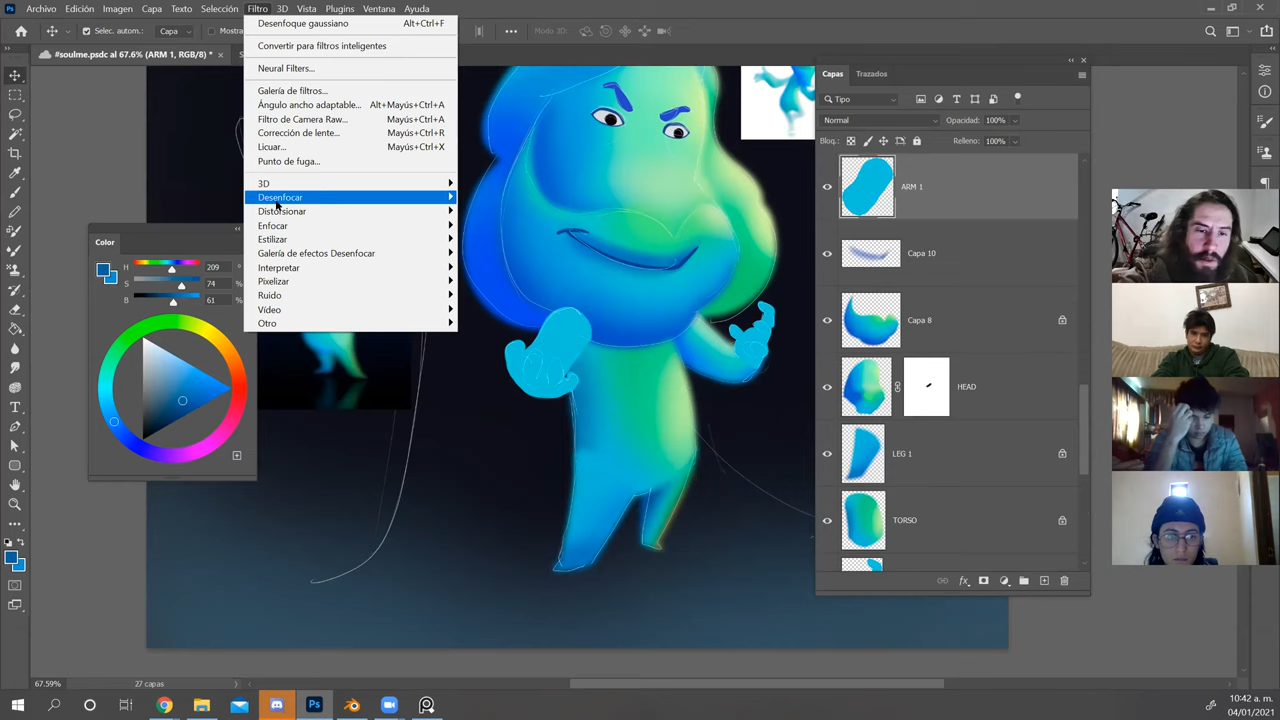 Archivo Edición Imagen Capa Texto Selección Filtro 3D Vista Plugins Ventana Ayuda
Desenfoque gaussiano Alt+Ctrl+F
Convertir para filtros inteligentes
Neural Filters...
Galería de filtros...
Ángulo ancho adaptable... Alt+Mayús+Ctrl+A
Filtro de Camera Raw... Mayús+Ctrl+A
Corrección de lente... Mayús+Ctrl+R
Licuar... Mayús+Ctrl+X
Punto de fuga...
3D
Desenfocar
Distorsionar
Enfocar
Estilizar
Galería de efectos Desenfocar
Interpretar
Pixelizar
Ruido
Vídeo
Otro
Selec. autom.: Capa
Modo 3D:
#soulme.psdc al 67.6% (ARM 1, RGB/8) *
Color
H 209 °
S 74 %
B 61 %
Capas Trazados
Tipo
Normal Opacidad: 100%
Bloq.: Relleno: 100%
ARM 1
Capa 10
Capa 8
HEAD
LEG 1
TORSO
fx
67.59% 27 capas
Ps
10:42 a. m.
04/01/2021